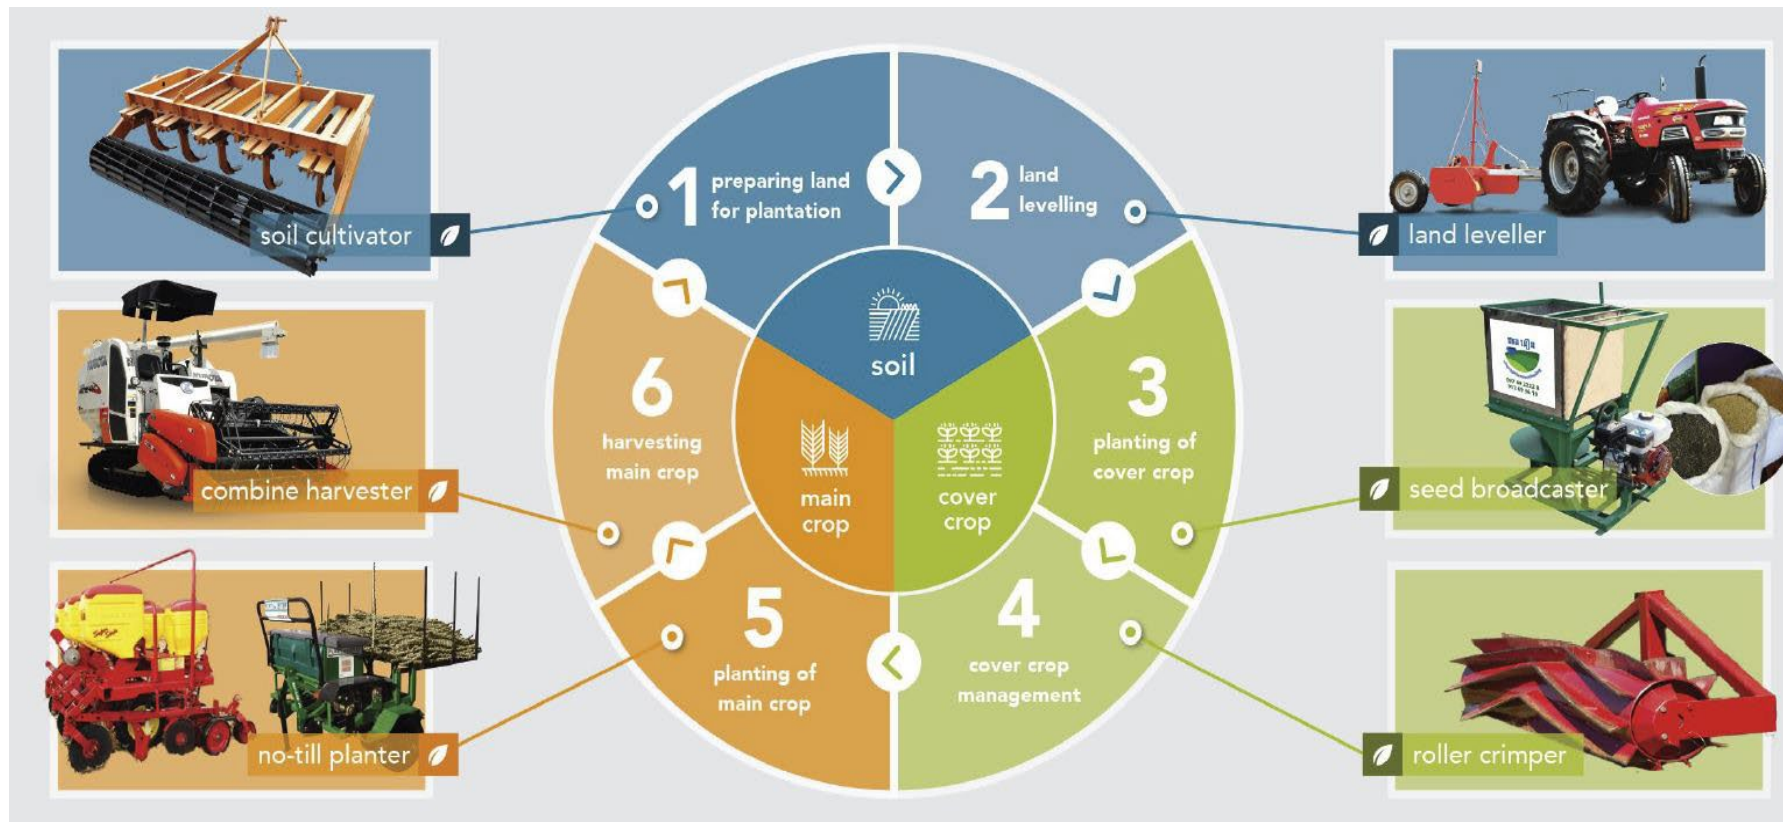 1
preparing land
for plantation
2
land
levelling
3
planting of
cover crop
4
cover crop
management
5
planting of
main crop
6
harvesting
main crop
soil
cover
crop
main
crop
soil cultivator
land leveller
combine harvester
seed broadcaster
no-till planter
roller crimper